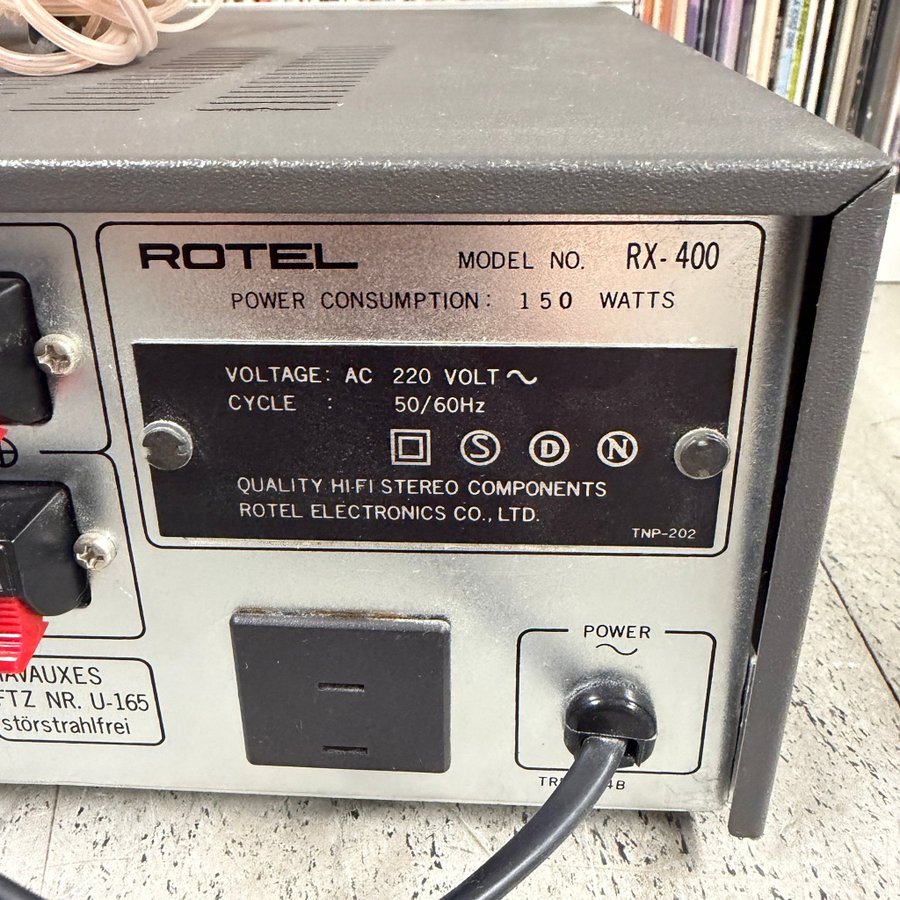 ROTEL MODEL NO. RX-400
POWER CONSUMPTION: 150 WATTS
VOLTAGE: AC 220 VOLT ~
CYCLE : 50/60Hz
S D N
QUALITY HI-FI STEREO COMPONENTS
ROTEL ELECTRONICS CO., LTD.
TNP-202
POWER
~
FTZ NR. U-165
störstrahlfrei